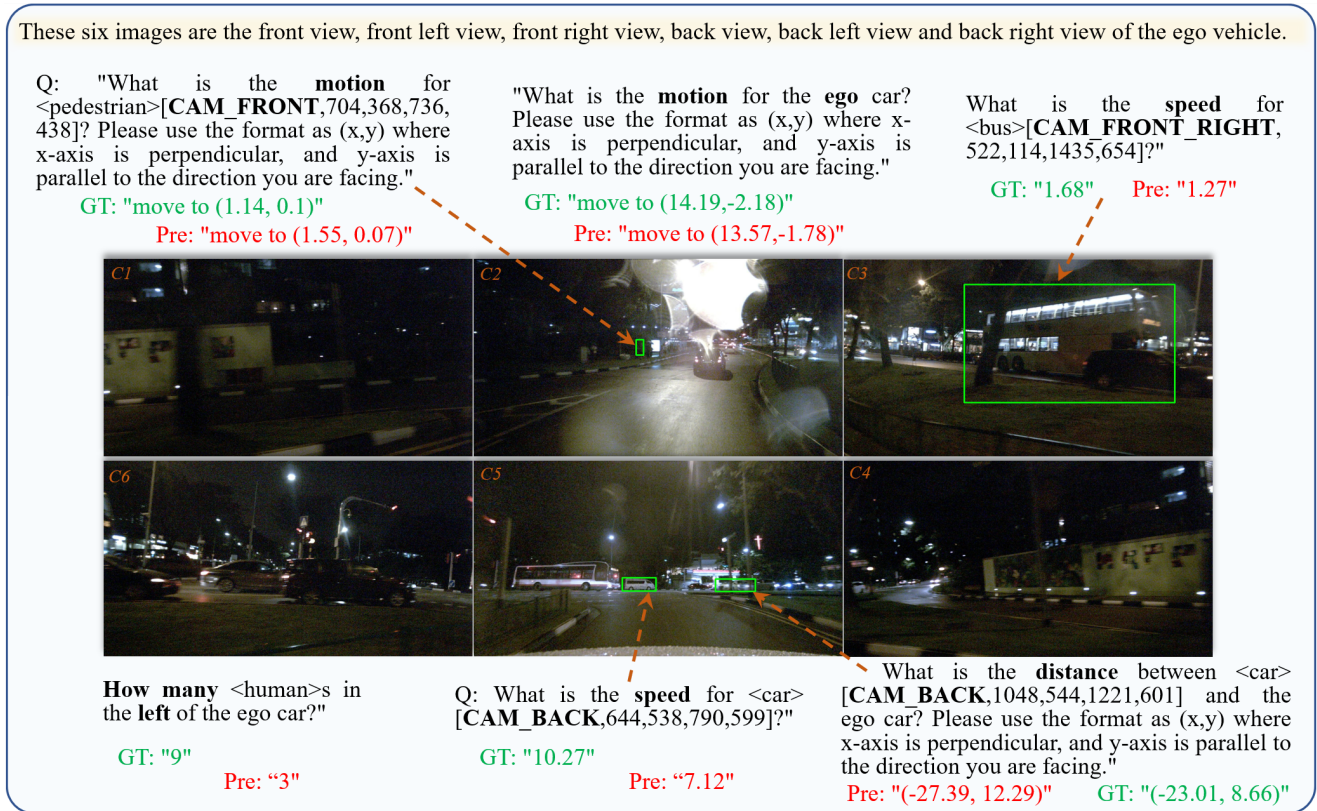 These six images are the front view, front left view, front right view, back view, back left view and back right view of the ego vehicle.
Q: "What is the motion for
<pedestrian>[CAM_FRONT,704,368,736,
438]? Please use the format as (x,y) where
x-axis is perpendicular, and y-axis is
parallel to the direction you are facing."
GT: "move to (1.14, 0.1)"
Pre: "move to (1.55, 0.07)"
"What is the motion for the ego car?
Please use the format as (x,y) where x-
axis is perpendicular, and y-axis is
parallel to the direction you are facing."
GT: "move to (14.19,-2.18)"
Pre: "move to (13.57,-1.78)"
What is the speed for
<bus>[CAM_FRONT_RIGHT,
522,114,1435,654]?"
GT: "1.68" Pre: "1.27"
C1
C2
C3
C6
C5
C4
How many <human>s in
the left of the ego car?"
GT: "9"
Pre: “3"
Q: What is the speed for <car>
[CAM_BACK,644,538,790,599]?"
GT: "10.27"
Pre: “7.12"
What is the distance between <car>
[CAM_BACK,1048,544,1221,601] and the
ego car? Please use the format as (x,y) where
x-axis is perpendicular, and y-axis is parallel to
the direction you are facing."
Pre: "(-27.39, 12.29)" GT: "(-23.01, 8.66)"